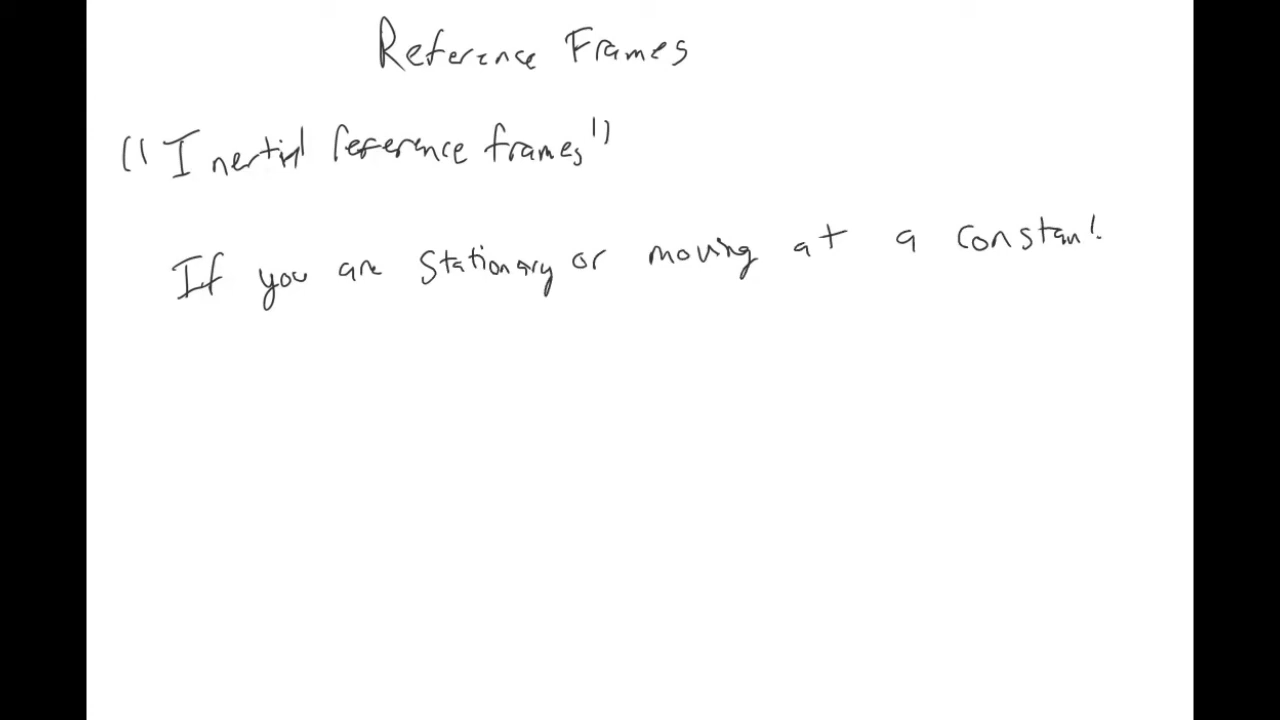 Reference Frames
"Inertial reference frames"
If you are stationary or moving at a constant